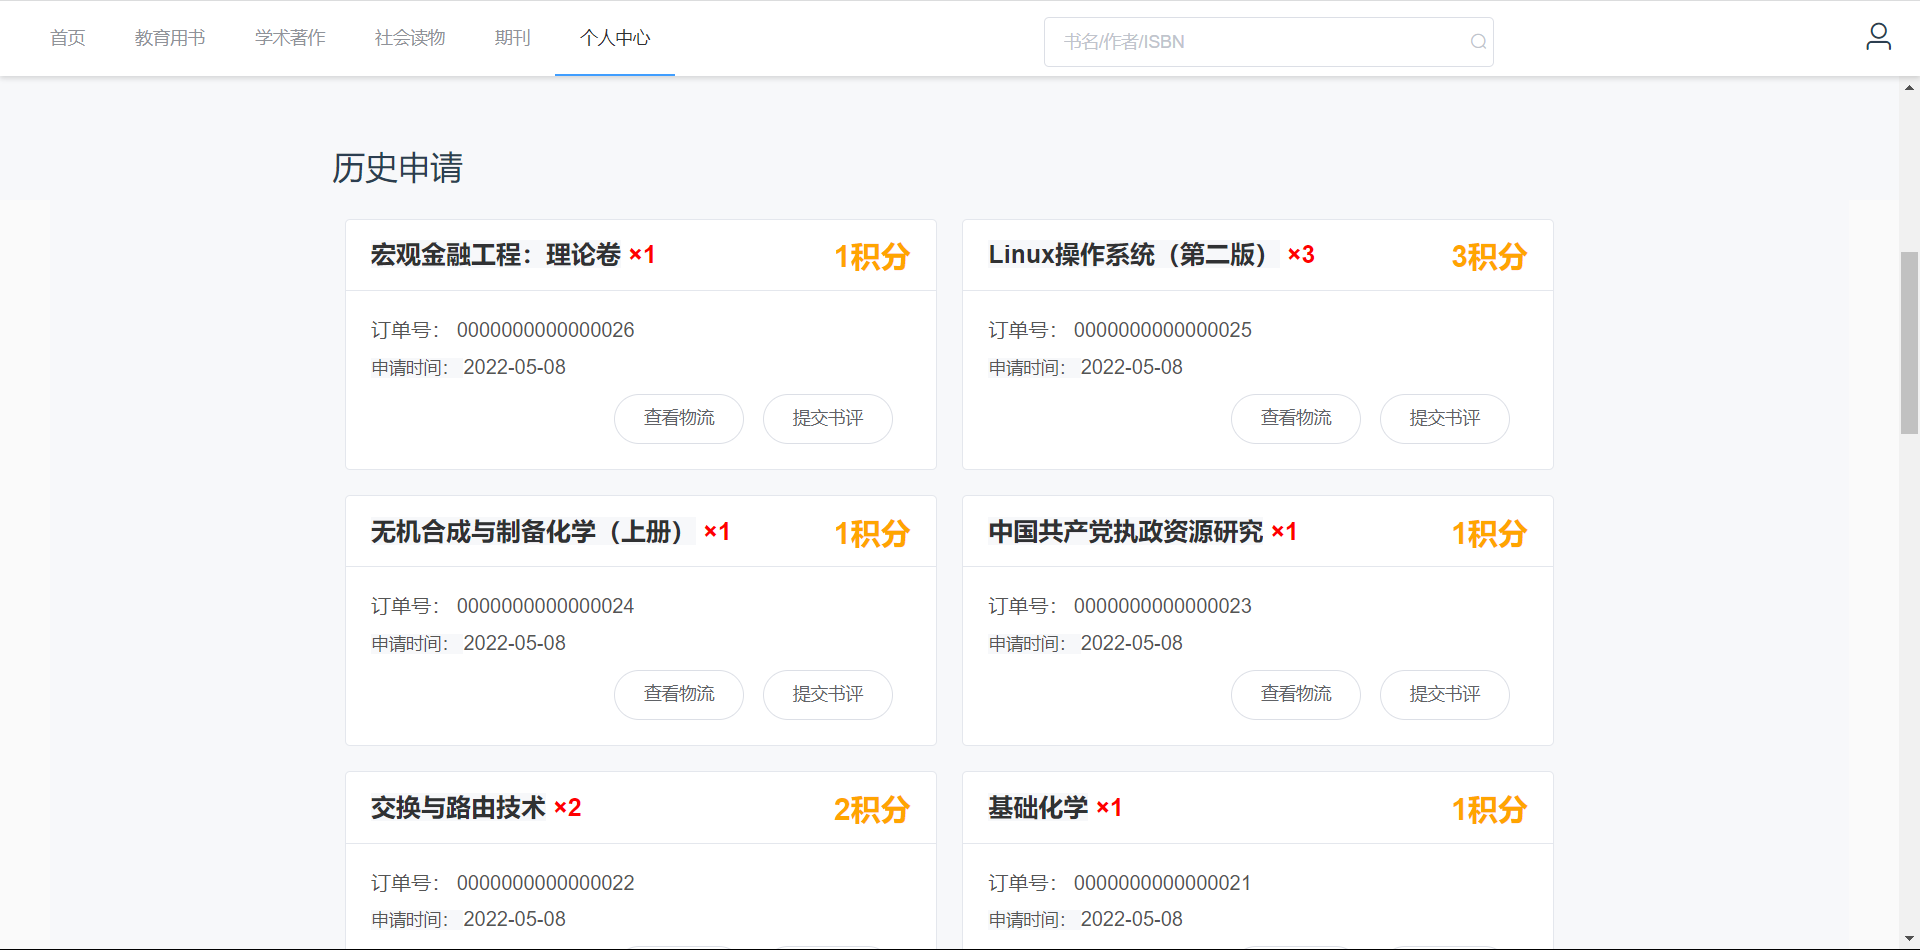 首页 教育用书 学术著作 社会读物 期刊 个人中心 书名/作者/ISBN
历史申请
宏观金融工程：理论卷 ×1 1积分
订单号： 0000000000000026
申请时间： 2022-05-08
查看物流 提交书评
Linux操作系统（第二版） ×3 3积分
订单号： 0000000000000025
申请时间： 2022-05-08
查看物流 提交书评
无机合成与制备化学（上册） ×1 1积分
订单号： 0000000000000024
申请时间： 2022-05-08
查看物流 提交书评
中国共产党执政资源研究 ×1 1积分
订单号： 0000000000000023
申请时间： 2022-05-08
查看物流 提交书评
交换与路由技术 ×2 2积分
订单号： 0000000000000022
申请时间： 2022-05-08
基础化学 ×1 1积分
订单号： 0000000000000021
申请时间： 2022-05-08